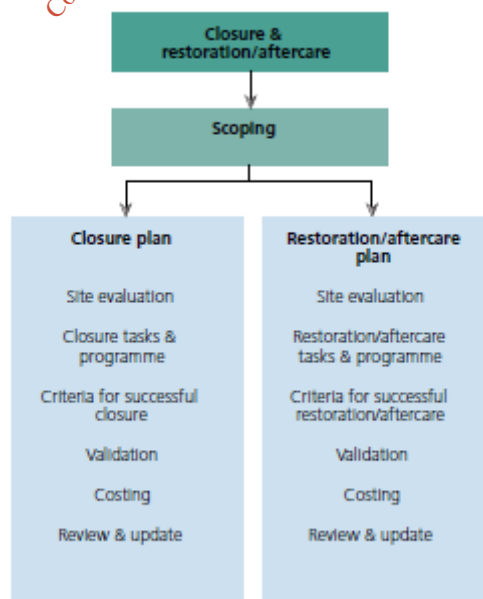 Closure &
restoration/aftercare
Scoping
Closure plan
Site evaluation
Closure tasks &
programme
Criteria for successful
closure
Validation
Costing
Review & update
Restoration/aftercare
plan
Site evaluation
Restoration/aftercare
tasks & programme
Criteria for successful
restoration/aftercare
Validation
Costing
Review & update